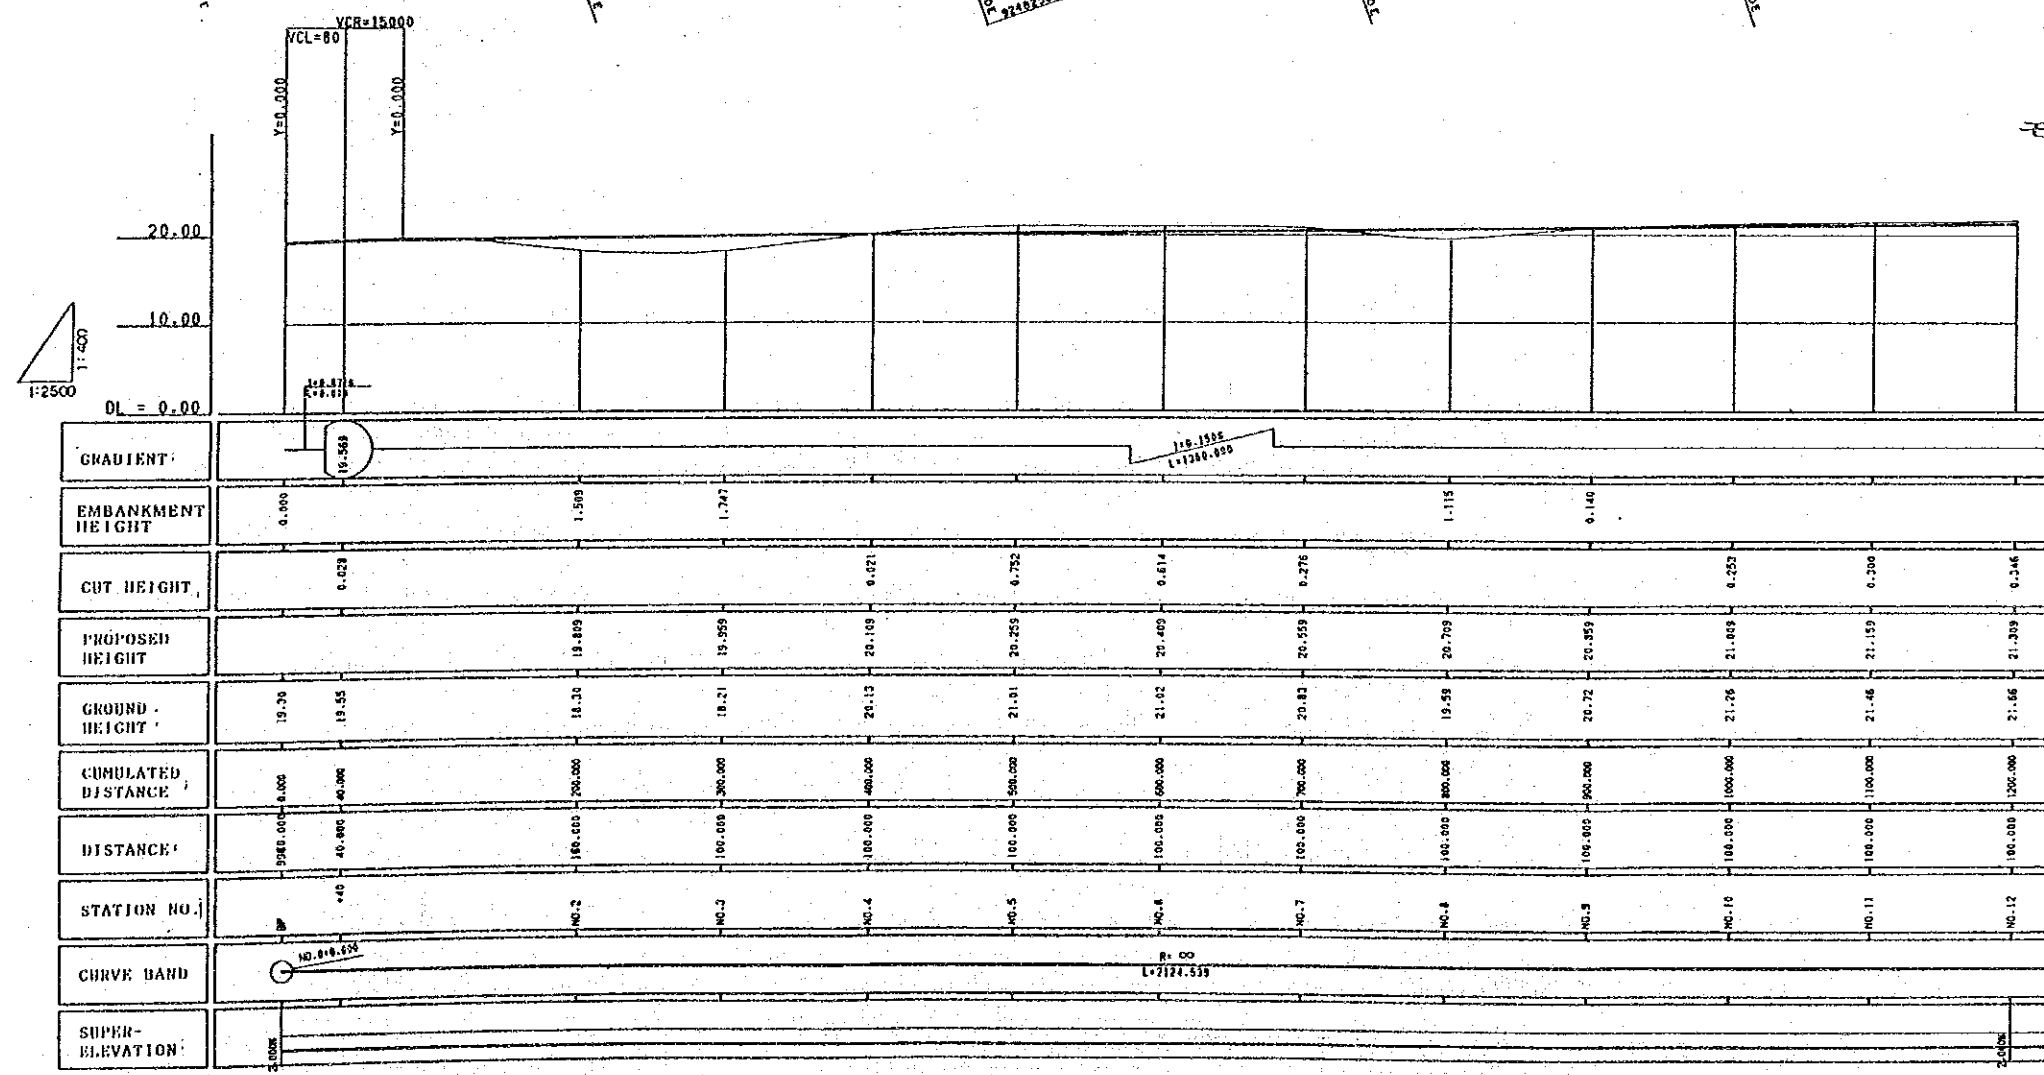 VCR=15000
VCL=80
Y=0.000
Y=0.000
20.00
10.00
DL = 0.00
1:400
1:2500
GRADIENT
19.569
L=1380.000
EMBANKMENT HEIGHT
0.000 1.509 1.747 1.115 0.140
CUT HEIGHT
0.021 0.752 0.614 0.276 0.253 0.300 0.346
PROPOSED HEIGHT
19.809 19.959 20.109 20.259 20.409 20.559 20.709 20.859 21.009 21.159 21.309
GROUND HEIGHT
19.30 19.55 18.30 18.21 20.13 21.01 21.02 20.83 19.59 20.72 21.26 21.46 21.66
CUMULATED DISTANCE
0.000 40.000 200.000 300.000 400.000 500.000 600.000 700.000 800.000 900.000 1000.000 1100.000 1200.000
DISTANCE
40.000 160.000 100.000 100.000 100.000 100.000 100.000 100.000 100.000 100.000 100.000 100.000
STATION NO.
BP +40 NO.2 NO.3 NO.4 NO.5 NO.6 NO.7 NO.8 NO.9 NO.10 NO.11 NO.12
CURVE BAND
R= ∞
L=2124.539
SUPER-ELEVATION